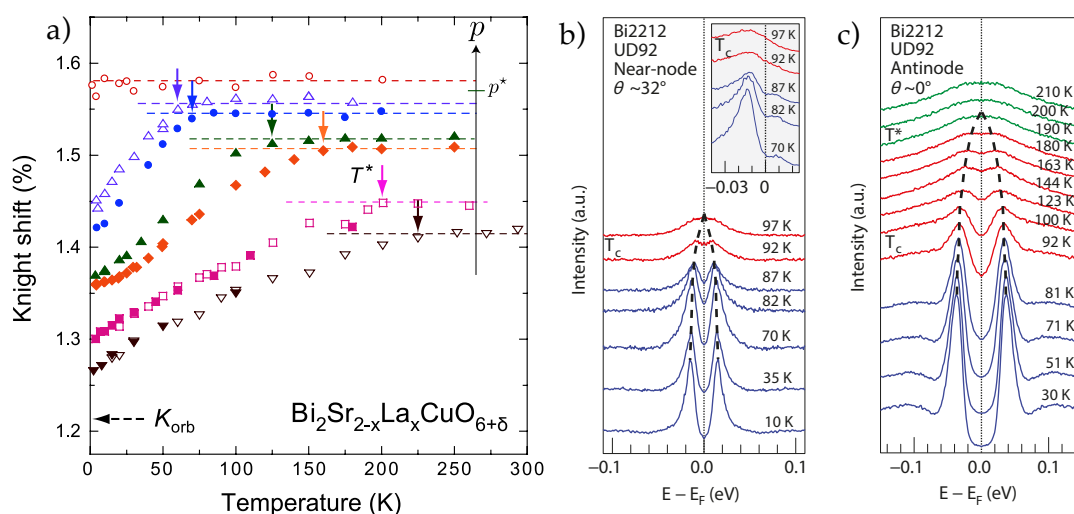 a)
Knight shift (%)
1.6
1.5
1.4
1.3
1.2
0
50
100
150
200
250
300
Temperature (K)
p
p*
T*
K_orb
Bi₂Sr₂₋ₓLaₓCuO₆₊δ
b)
Bi2212
UD92
Near-node
θ ~32°
T_c
97 K
92 K
87 K
82 K
70 K
−0.03
0
Intensity (a.u.)
97 K
T_c
92 K
87 K
82 K
70 K
35 K
10 K
−0.1
0.0
0.1
E − E_F (eV)
c)
Bi2212
UD92
Antinode
θ ~0°
Intensity (a.u.)
210 K
200 K
T*
190 K
180 K
163 K
144 K
123 K
100 K
T_c
92 K
81 K
71 K
51 K
30 K
−0.1
0.0
0.1
E − E_F (eV)